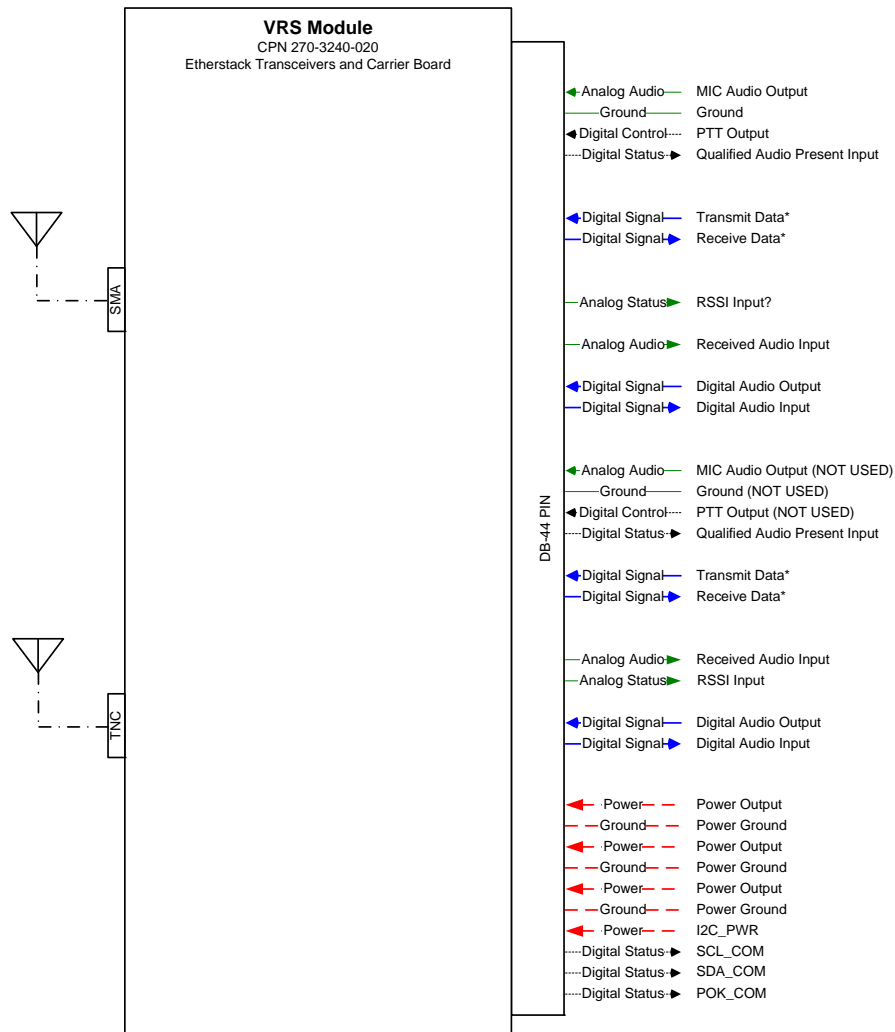 VRS Module
CPN 270-3240-020
Etherstack Transceivers and Carrier Board
Analog Audio MIC Audio Output
Ground Ground
Digital Control PTT Output
Digital Status Qualified Audio Present Input
Digital Signal Transmit Data*
Digital Signal Receive Data*
SMA
Analog Status RSSI Input?
Analog Audio Received Audio Input
Digital Signal Digital Audio Output
Digital Signal Digital Audio Input
Analog Audio MIC Audio Output (NOT USED)
Ground Ground (NOT USED)
Digital Control PTT Output (NOT USED)
Digital Status Qualified Audio Present Input
DB-44 PIN
Digital Signal Transmit Data*
Digital Signal Receive Data*
Analog Audio Received Audio Input
Analog Status RSSI Input
TNC
Digital Signal Digital Audio Output
Digital Signal Digital Audio Input
Power Power Output
Ground Power Ground
Power Power Output
Ground Power Ground
Power Power Output
Ground Power Ground
Power I2C_PWR
Digital Status SCL_COM
Digital Status SDA_COM
Digital Status POK_COM